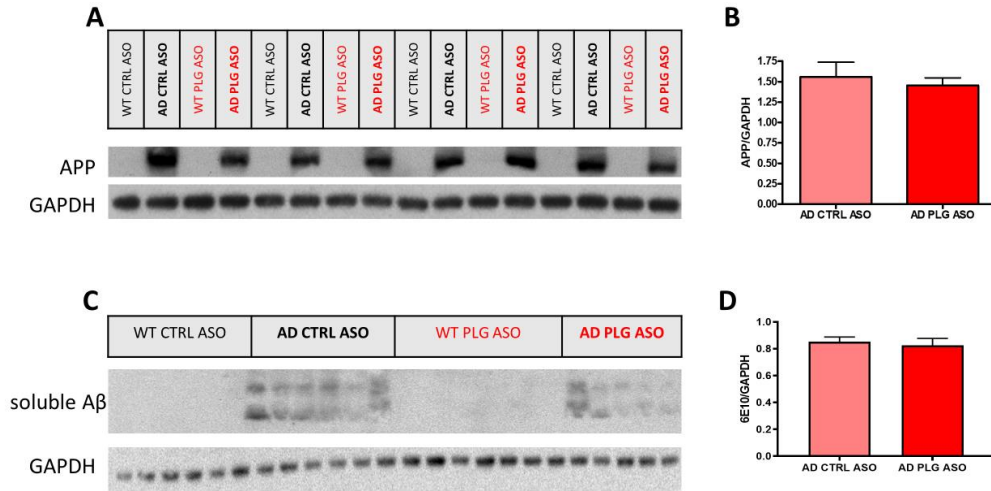 A
WT CTRL ASO
AD CTRL ASO
WT PLG ASO
AD PLG ASO
WT CTRL ASO
AD CTRL ASO
WT PLG ASO
AD PLG ASO
WT CTRL ASO
AD CTRL ASO
WT PLG ASO
AD PLG ASO
WT CTRL ASO
AD CTRL ASO
WT PLG ASO
AD PLG ASO
APP
GAPDH
B
APP/GAPDH
1.75
1.50
1.25
1.00
0.75
0.50
0.25
0.00
AD CTRL ASO AD PLG ASO
C
WT CTRL ASO AD CTRL ASO WT PLG ASO AD PLG ASO
soluble Aβ
GAPDH
D
6E10/GAPDH
1.0
0.8
0.6
0.4
0.2
0.0
AD CTRL ASO AD PLG ASO